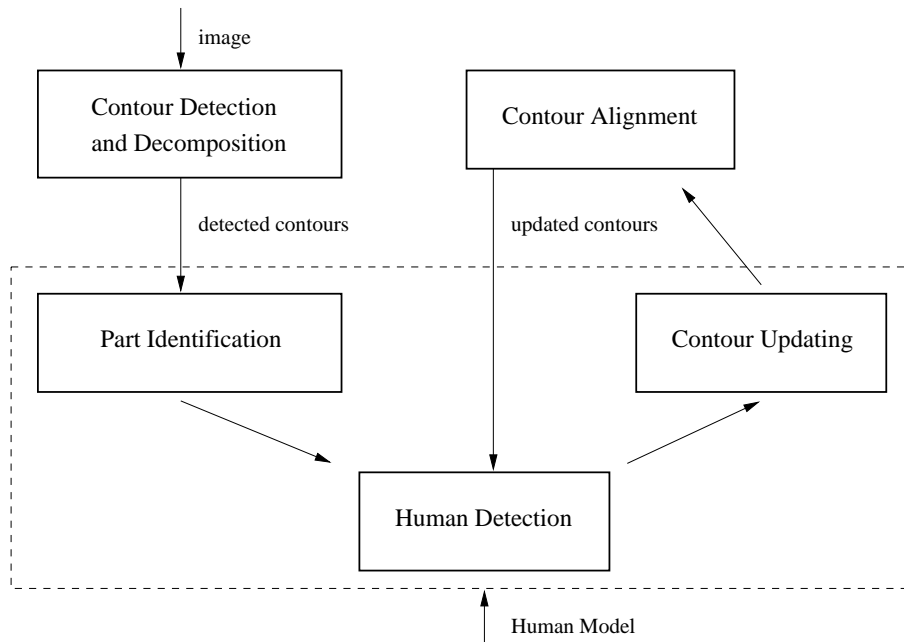 image
Contour Detection
and Decomposition
Contour Alignment
detected contours
updated contours
Part Identification
Contour Updating
Human Detection
Human Model